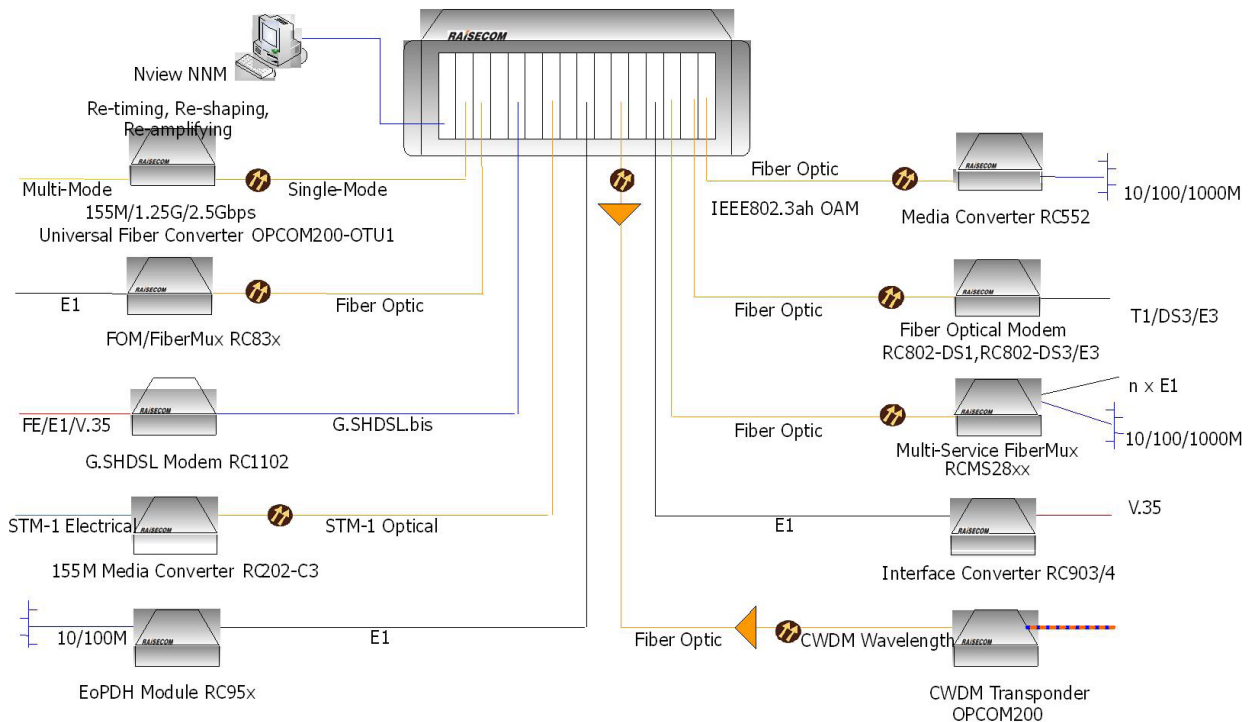 RAISECOM
Nview NNM
Re-timing, Re-shaping,
Re-amplifying
RAISECOM
Multi-Mode
Single-Mode
155M/1.25G/2.5Gbps
Universal Fiber Converter OPCOM200-OTU1
RAISECOM
E1
Fiber Optic
FOM/FiberMux RC83x
RAISECOM
FE/E1/V.35
G.SHDSL.bis
G.SHDSL Modem RC1102
RAISECOM
STM-1 Electrical
STM-1 Optical
155M Media Converter RC202-C3
RAISECOM
10/100M
E1
EoPDH Module RC95x
Fiber Optic
RAISECOM
IEEE802.3ah OAM
Media Converter RC552
10/100/1000M
RAISECOM
Fiber Optic
T1/DS3/E3
Fiber Optical Modem
RC802-DS1,RC802-DS3/E3
RAISECOM
n x E1
Fiber Optic
10/100/1000M
Multi-Service FiberMux
RCMS28xx
RAISECOM
V.35
E1
Interface Converter RC903/4
RAISECOM
Fiber Optic
CWDM Wavelength
CWDM Transponder
OPCOM200